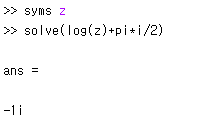 >> syms z
>> solve(log(z)+pi*i/2)
ans =
-1i